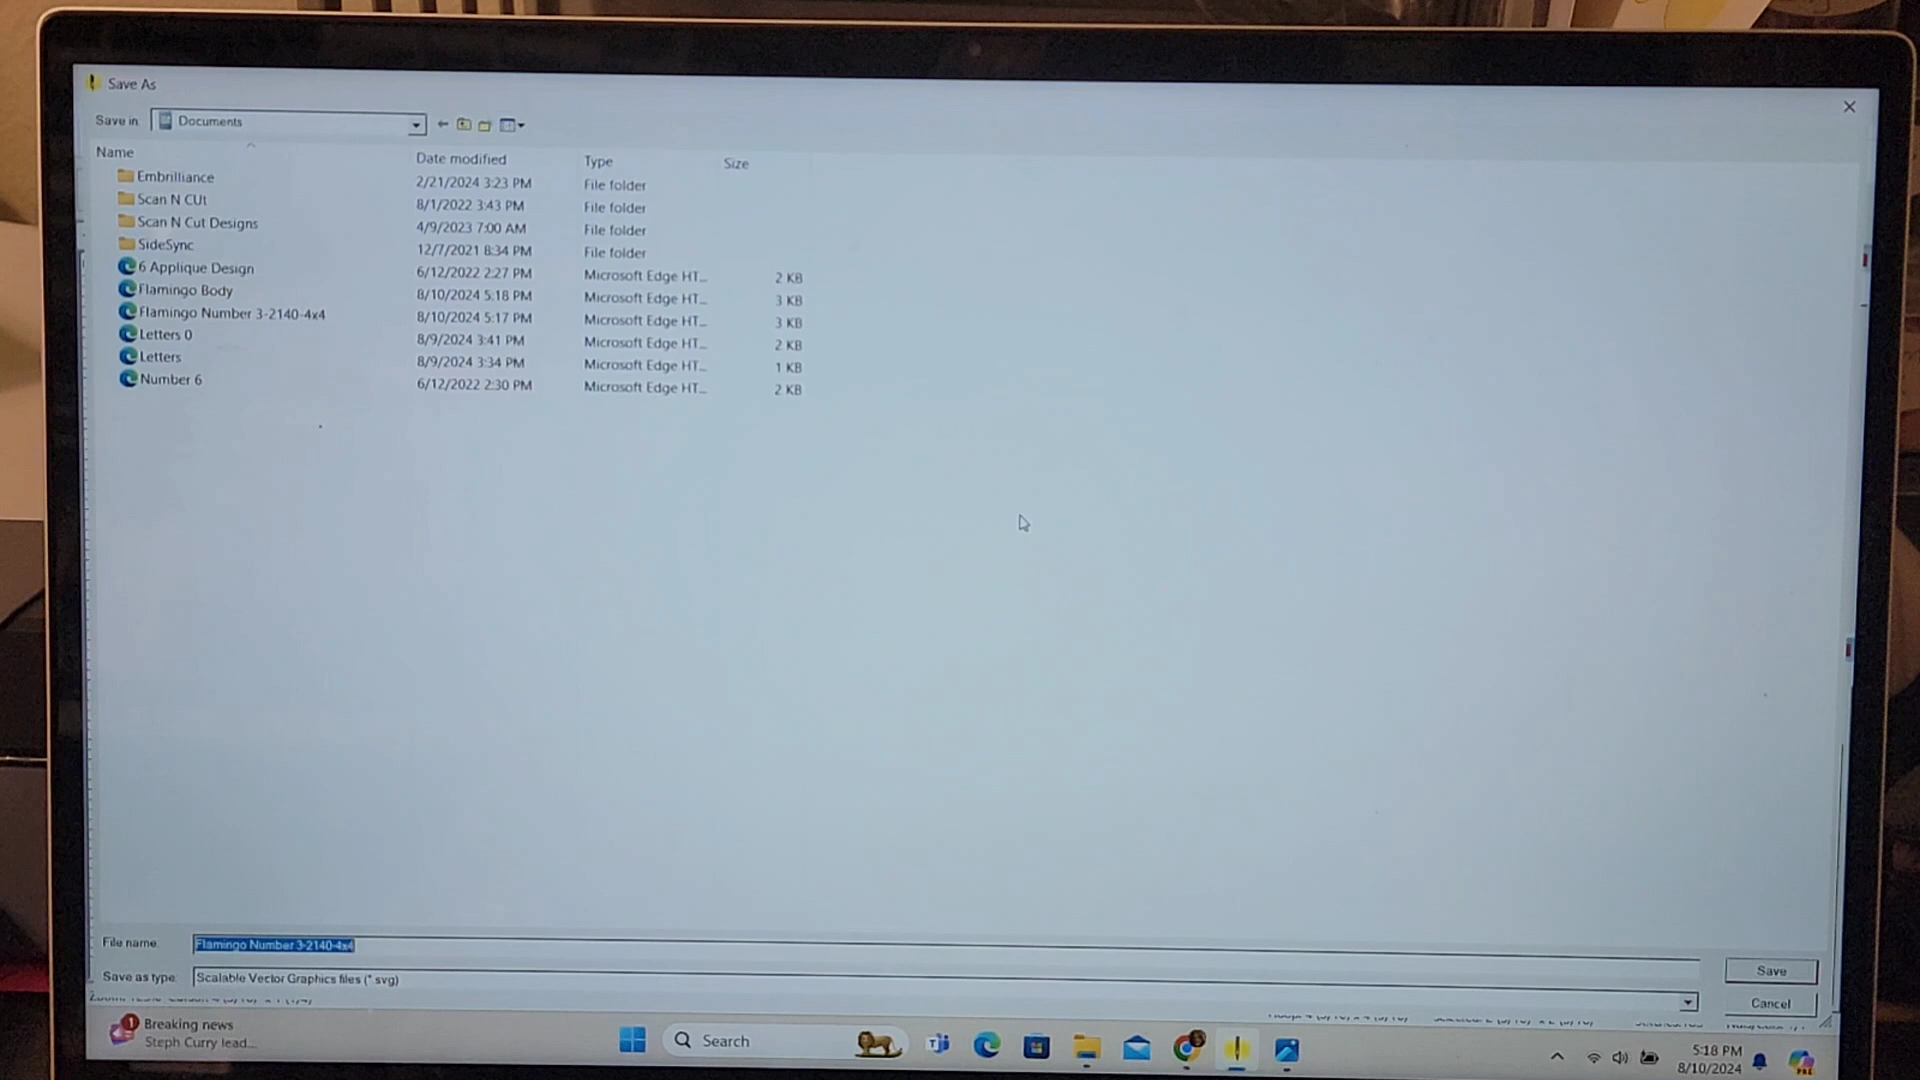 Save As
Save in: Documents
Name Date modified Type Size
Embrilliance 2/21/2024 3:23 PM File folder
Scan N CUt 8/1/2022 3:43 PM File folder
Scan N Cut Designs 4/9/2023 7:00 AM File folder
SideSync 12/7/2021 8:34 PM File folder
6 Applique Design 6/12/2022 2:27 PM Microsoft Edge HT... 2 KB
Flamingo Body 8/10/2024 5:18 PM Microsoft Edge HT... 3 KB
Flamingo Number 3-2140-4x4 8/10/2024 5:17 PM Microsoft Edge HT... 3 KB
Letters 0 8/9/2024 3:41 PM Microsoft Edge HT... 2 KB
Letters 8/9/2024 3:34 PM Microsoft Edge HT... 1 KB
Number 6 6/12/2022 2:30 PM Microsoft Edge HT... 2 KB
File name: Flamingo Number 3-2140-4x4
Save
Save as type: Scalable Vector Graphics files (*.svg)
Cancel
1
Breaking news
Steph Curry lead...
Search
5:18 PM
8/10/2024